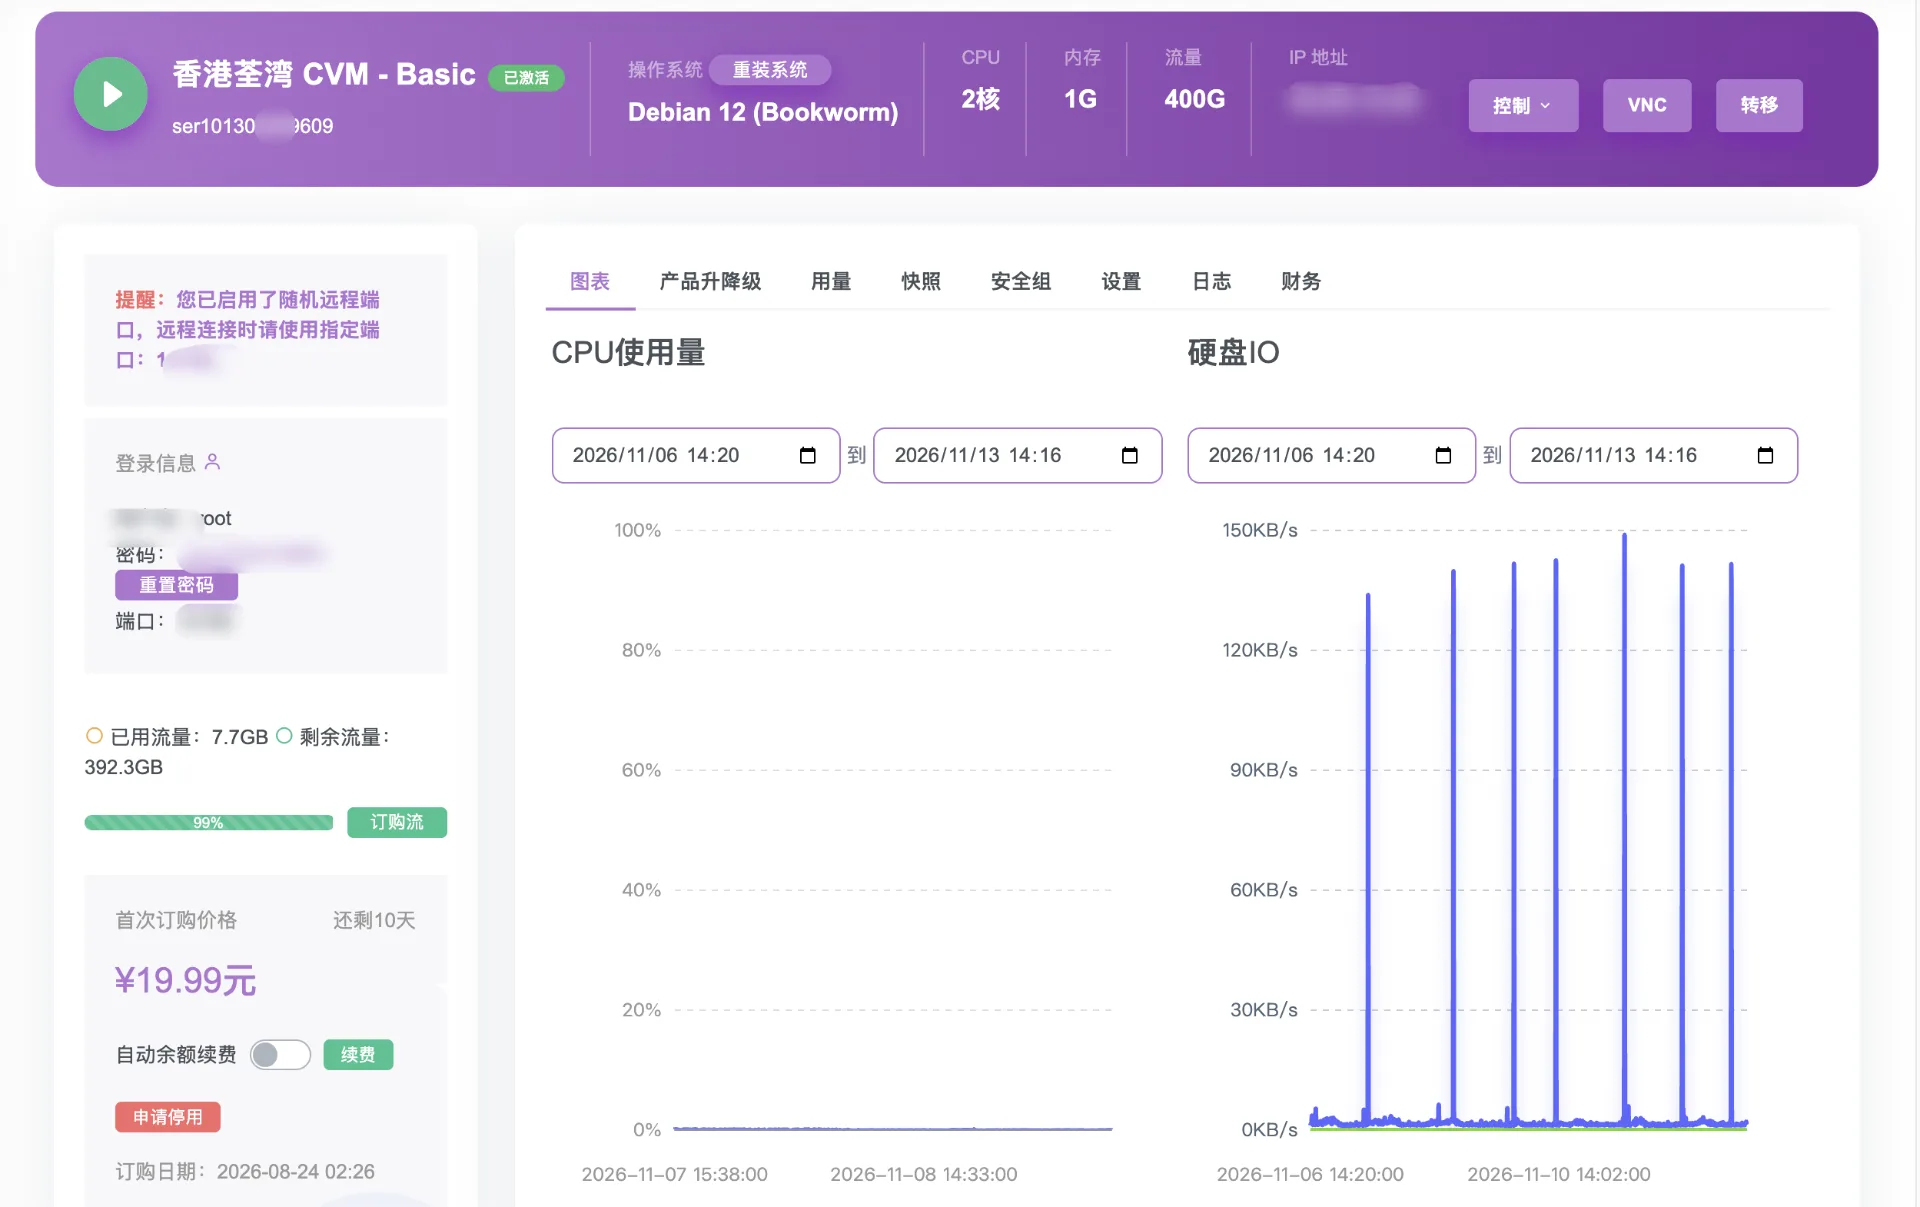 香港荃湾 CVM - Basic 已激活
ser10130 9609
操作系统 重装系统
Debian 12 (Bookworm)
CPU
2核
内存
1G
流量
400G
IP 地址
控制
VNC
转移
提醒：您已启用了随机远程端
口，远程连接时请使用指定端
口：1
登录信息
root
密码：
重置密码
端口：
已用流量：7.7GB 剩余流量：
392.3GB
99%
订购流
首次订购价格 还剩10天
¥19.99元
自动余额续费 续费
申请停用
订购日期：2026-08-24 02:26
图表 产品升降级 用量 快照 安全组 设置 日志 财务
CPU使用量
2026/11/06 14:20 到 2026/11/13 14:16
100%
80%
60%
40%
20%
0%
2026-11-07 15:38:00 2026-11-08 14:33:00
硬盘IO
2026/11/06 14:20 到 2026/11/13 14:16
150KB/s
120KB/s
90KB/s
60KB/s
30KB/s
0KB/s
2026-11-06 14:20:00 2026-11-10 14:02:00